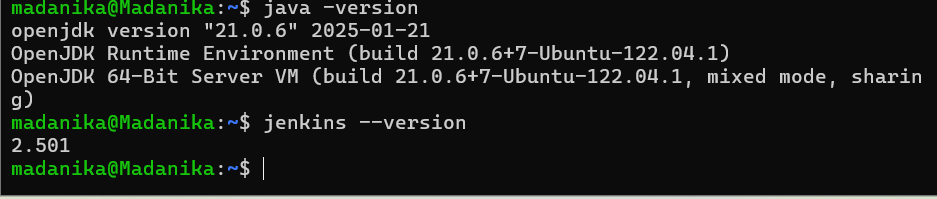 madanika@Madanika:~$ java -version
openjdk version "21.0.6" 2025-01-21
OpenJDK Runtime Environment (build 21.0.6+7-Ubuntu-122.04.1)
OpenJDK 64-Bit Server VM (build 21.0.6+7-Ubuntu-122.04.1, mixed mode, sharin
g)
madanika@Madanika:~$ jenkins --version
2.501
madanika@Madanika:~$